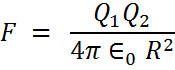 F = Q₁Q₂ / 4π ∈₀ R²